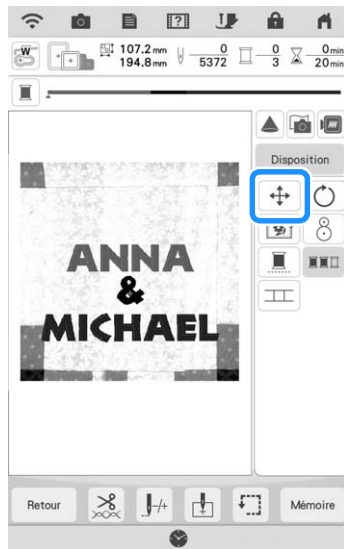 W
107.2 mm
194.8 mm
0
5372
0
3
0 min
20 min
Disposition
ANNA
&
MICHAEL
Retour
-/+
Mémoire